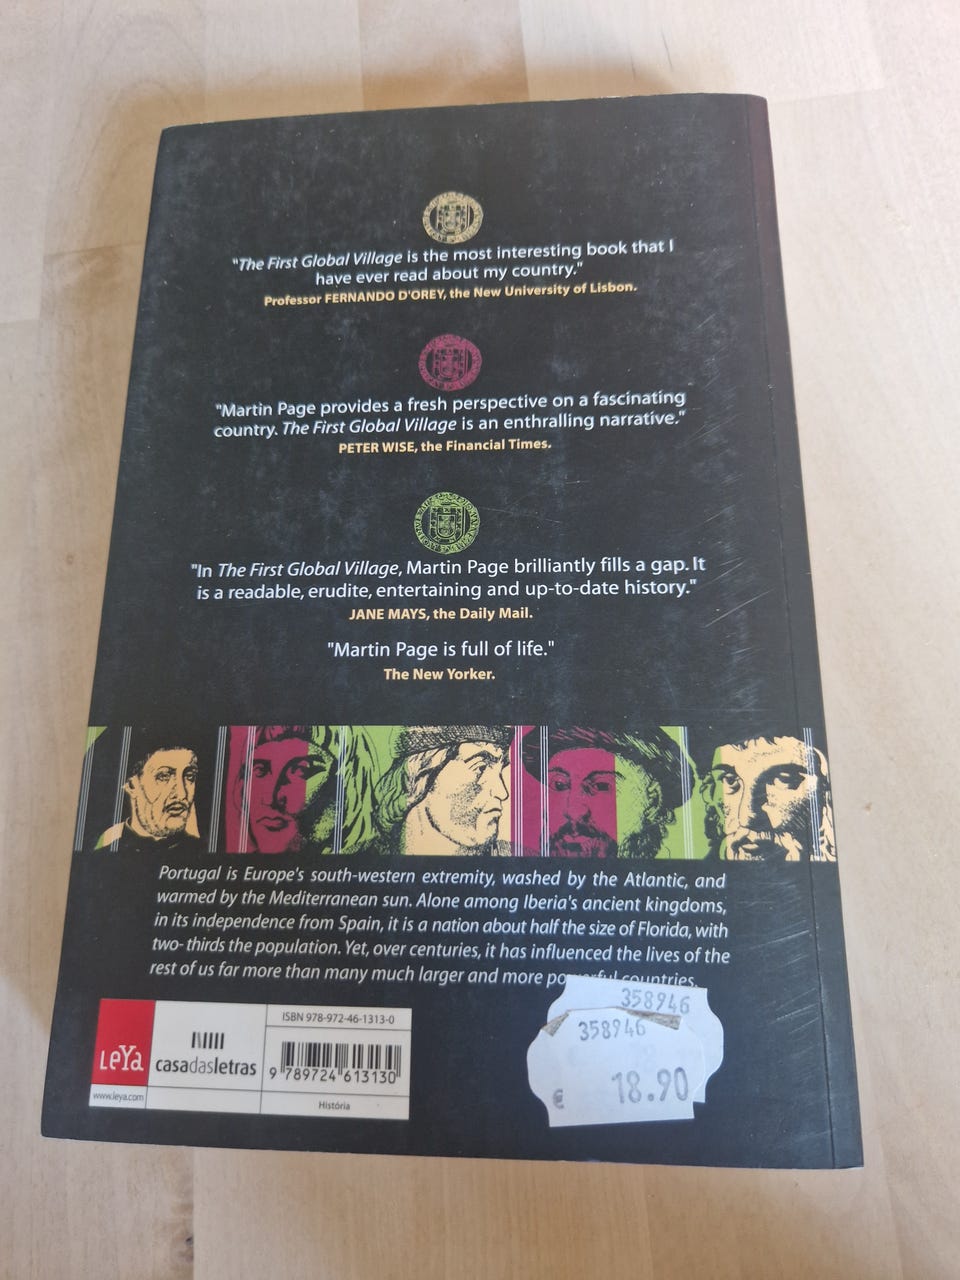 "The First Global Village is the most interesting book that I
have ever read about my country."
Professor FERNANDO D'OREY, the New University of Lisbon.
"Martin Page provides a fresh perspective on a fascinating
country. The First Global Village is an enthralling narrative."
PETER WISE, the Financial Times.
"In The First Global Village, Martin Page brilliantly fills a gap. It
is a readable, erudite, entertaining and up-to-date history."
JANE MAYS, the Daily Mail.
"Martin Page is full of life."
The New Yorker.
Portugal is Europe's south-western extremity, washed by the Atlantic, and
warmed by the Mediterranean sun. Alone among Iberia's ancient kingdoms,
in its independence from Spain, it is a nation about half the size of Florida, with
two-thirds the population. Yet, over centuries, it has influenced the lives of the
rest of us far more than many much larger and more powerful countries.
358946
358946
€ 18.90
LEYa
www.leya.com
casadasletras
ISBN 978-972-46-1313-0
9 789724 613130
História